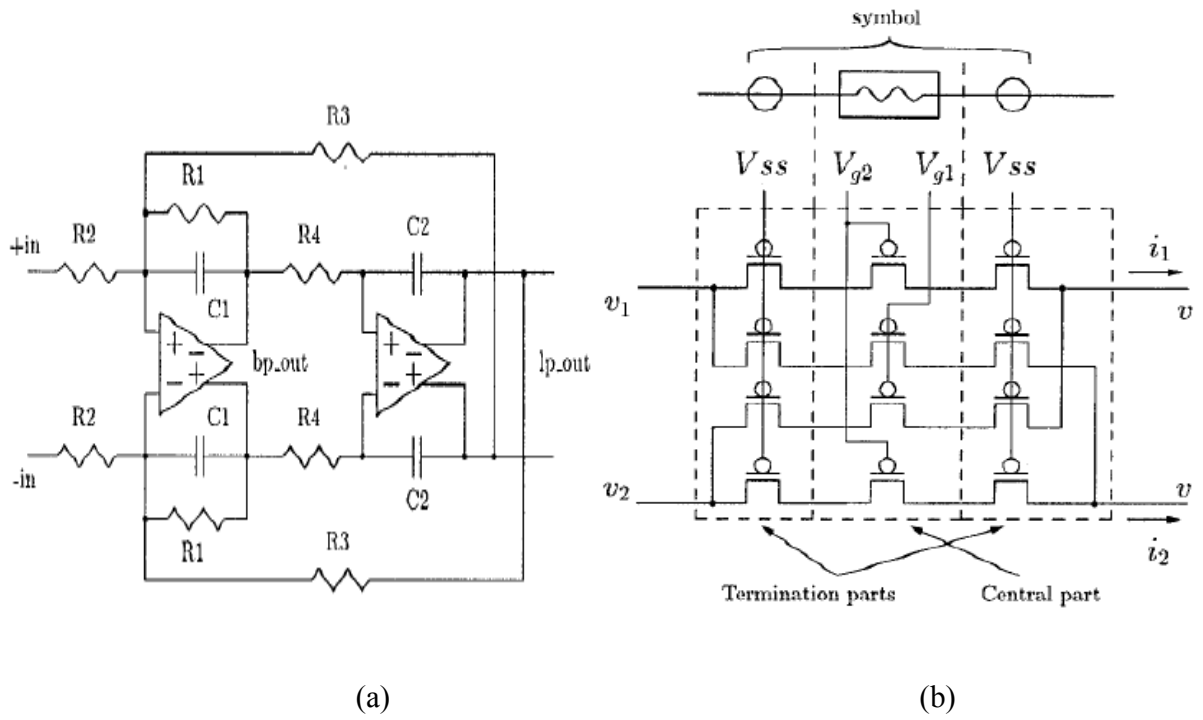 symbol
R3
R1
R2
R4
C2
+in
C1
bp_out
lp_out
+
−
−
+
+
−
−
+
R2
C1
R4
-in
C2
R1
R3
Vss
Vg2
Vg1
Vss
i1
v1
v
v2
v
i2
Termination parts
Central part
(a)
(b)